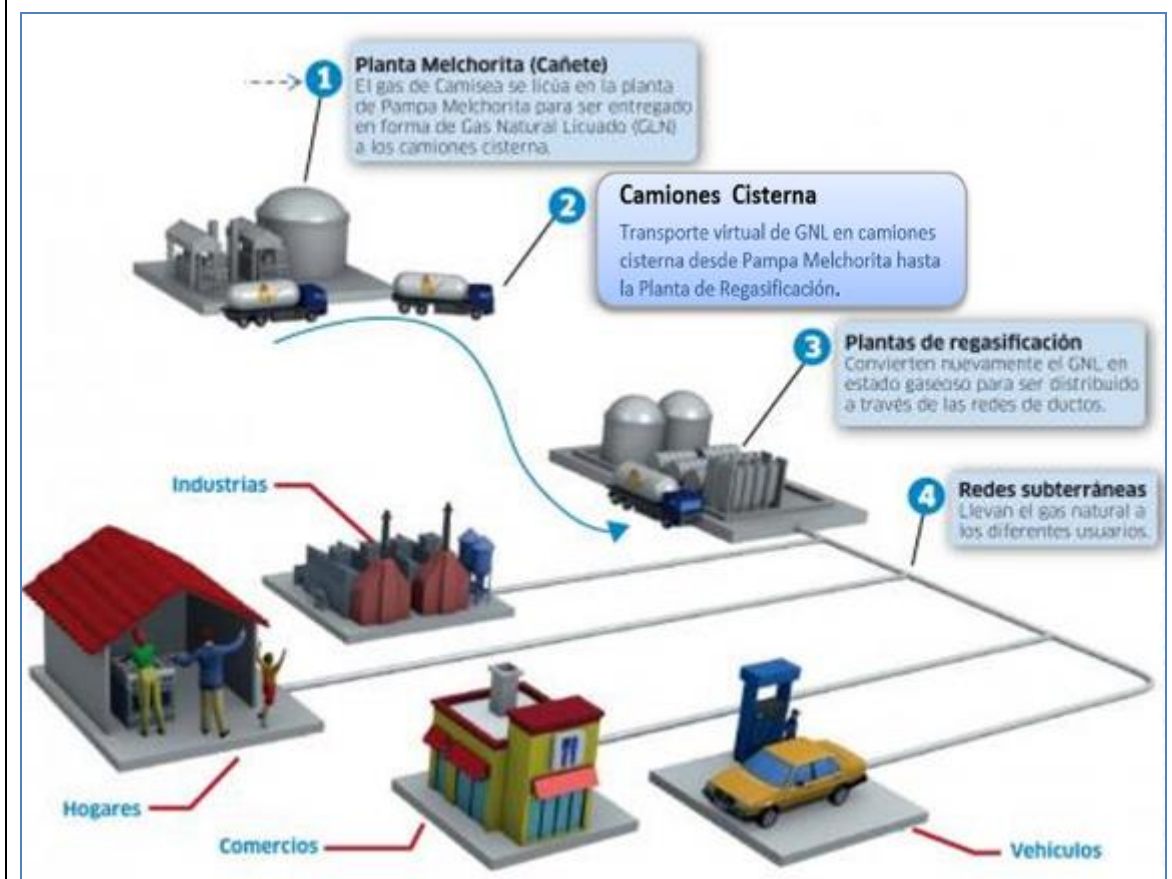 1
Planta Melchorita (Cañete)
El gas de Camisea se licúa en la planta
de Pampa Melchorita para ser entregado
en forma de Gas Natural Licuado (GLN)
a los camiones cisterna.
2
Camiones Cisterna
Transporte virtual de GNL en camiones
cisterna desde Pampa Melchorita hasta
la Planta de Regasificación.
3
Plantas de regasificación
Convierten nuevamente el GNL en
estado gaseoso para ser distribuido
a través de las redes de ductos.
4
Redes subterráneas
Llevan el gas natural a
los diferentes usuarios.
Industrias
Hogares
Comercios
Vehículos